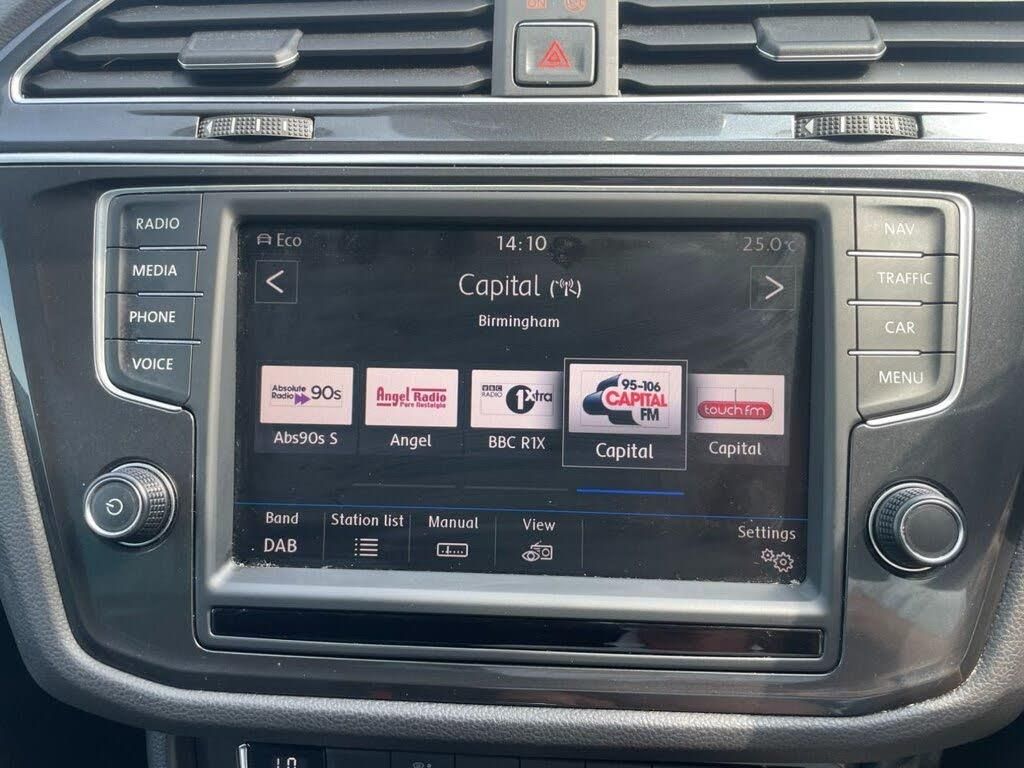 ON
RADIO
MEDIA
PHONE
VOICE
Eco
14:10
25.0°c
Capital
Birmingham
Absolute Radio 90s
Abs90s S
Angel Radio
Pure Nostalgia
Angel
BBC RADIO 1Xtra
BBC R1X
95-106
CAPITAL
FM
Capital
touch fm
Capital
Band
DAB
Station list
Manual
View
Settings
NAV
TRAFFIC
CAR
MENU